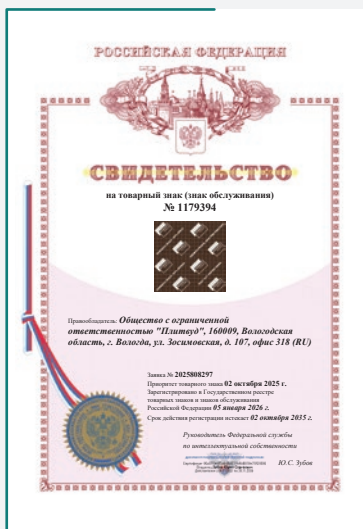 РОССИЙСКАЯ ФЕДЕРАЦИЯ
СВИДЕТЕЛЬСТВО
на товарный знак (знак обслуживания)
№ 1179394
Правообладатель: Общество с ограниченной
ответственностью "Плитвуд", 160009, Вологодская
область, г. Вологда, ул. Зосимовская, д. 107, офис 318 (RU)
Заявка № 2025808297
Приоритет товарного знака 02 октября 2025 г.
Зарегистрировано в Государственном реестре
товарных знаков и знаков обслуживания
Российской Федерации 05 января 2026 г.
Срок действия регистрации истекает 02 октября 2035 г.
Руководитель Федеральной службы
по интеллектуальной собственности
Ю.С. Зубов